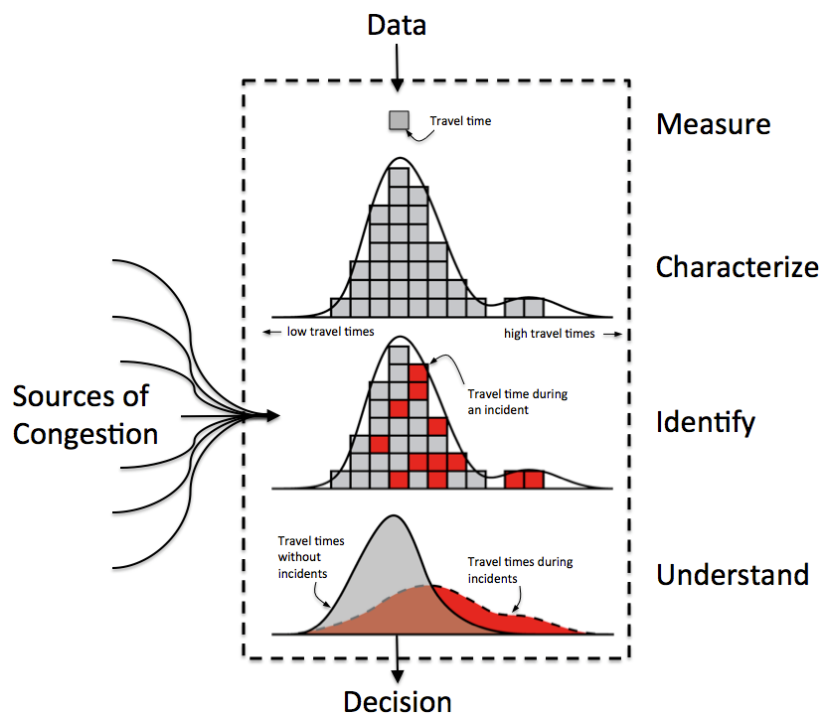 Data
Measure
Travel time
Characterize
low travel times
high travel times
Sources of
Congestion
Travel time during
an incident
Identify
Travel times
without
incidents
Travel times during
incidents
Understand
Decision